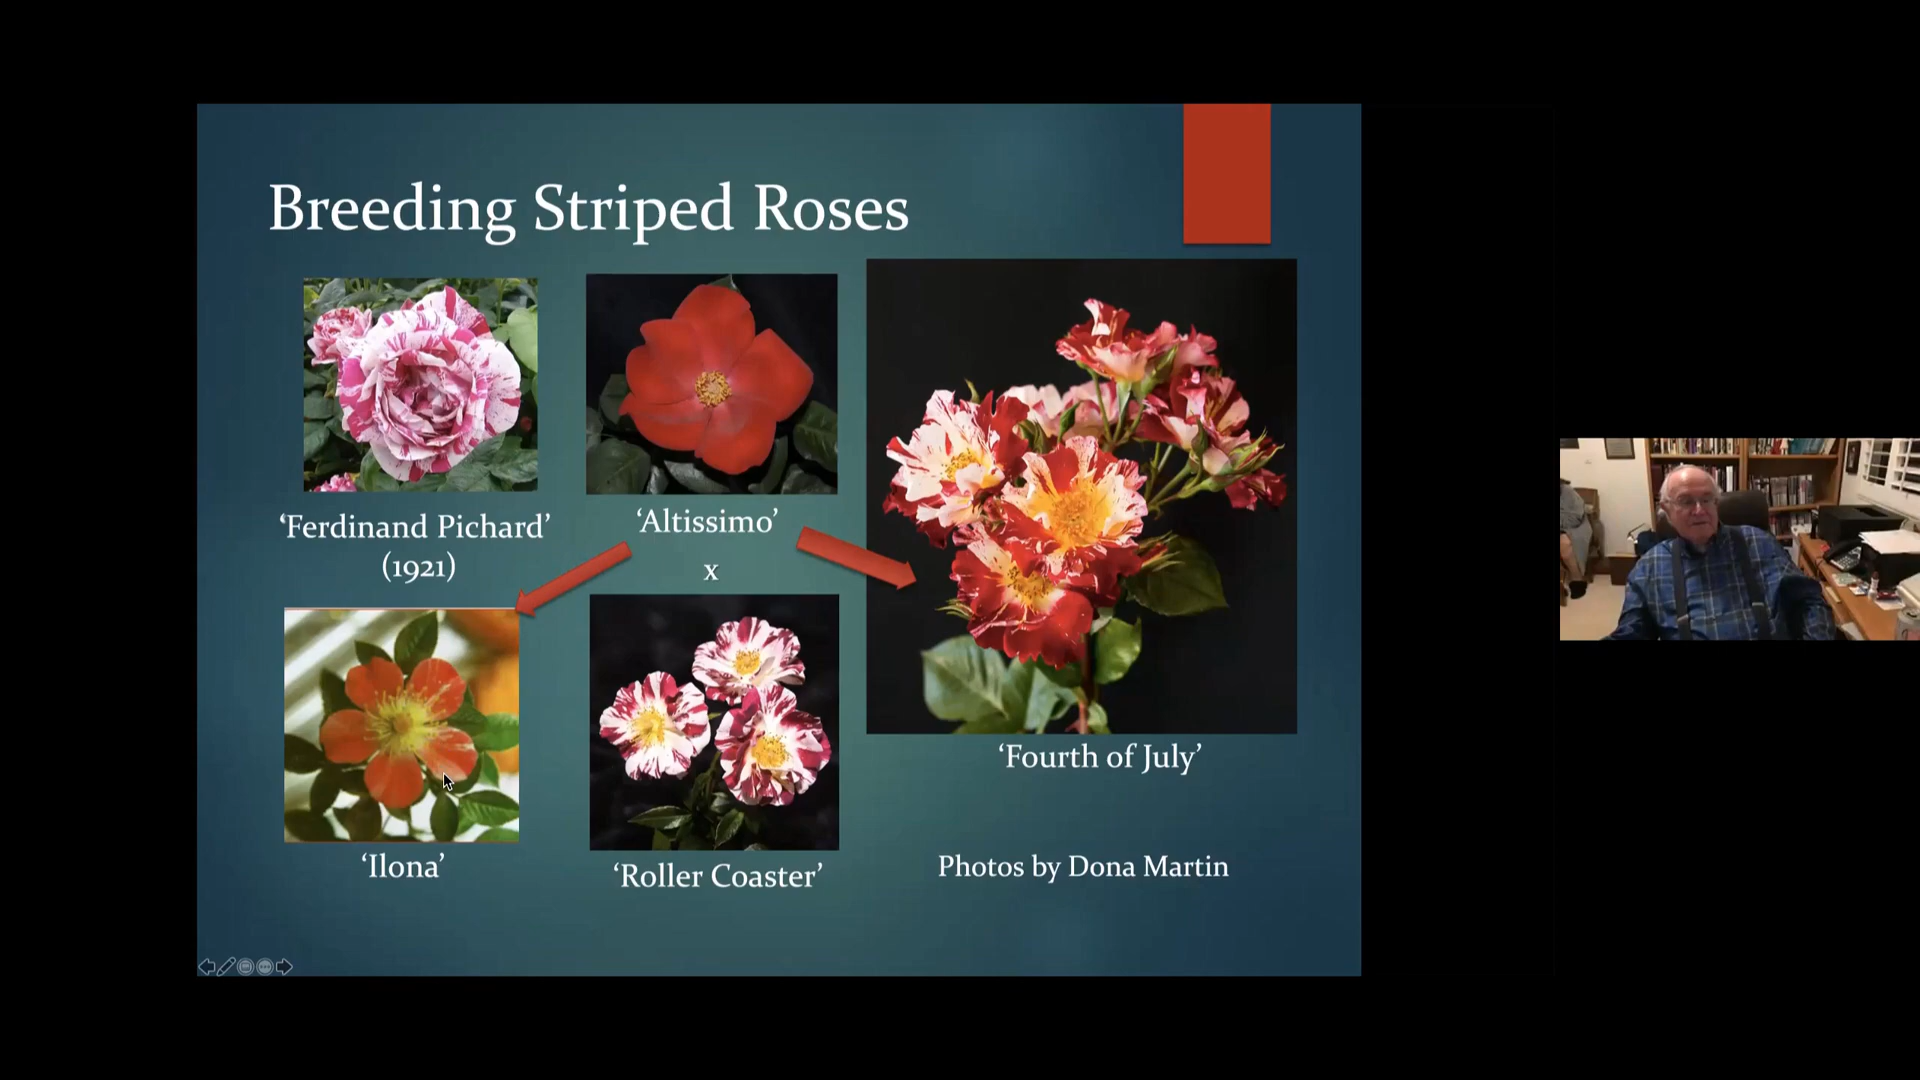 Breeding Striped Roses
‘Ferdinand Pichard’
(1921)
‘Altissimo’
x
‘Ilona’
‘Roller Coaster’
‘Fourth of July’
Photos by Dona Martin